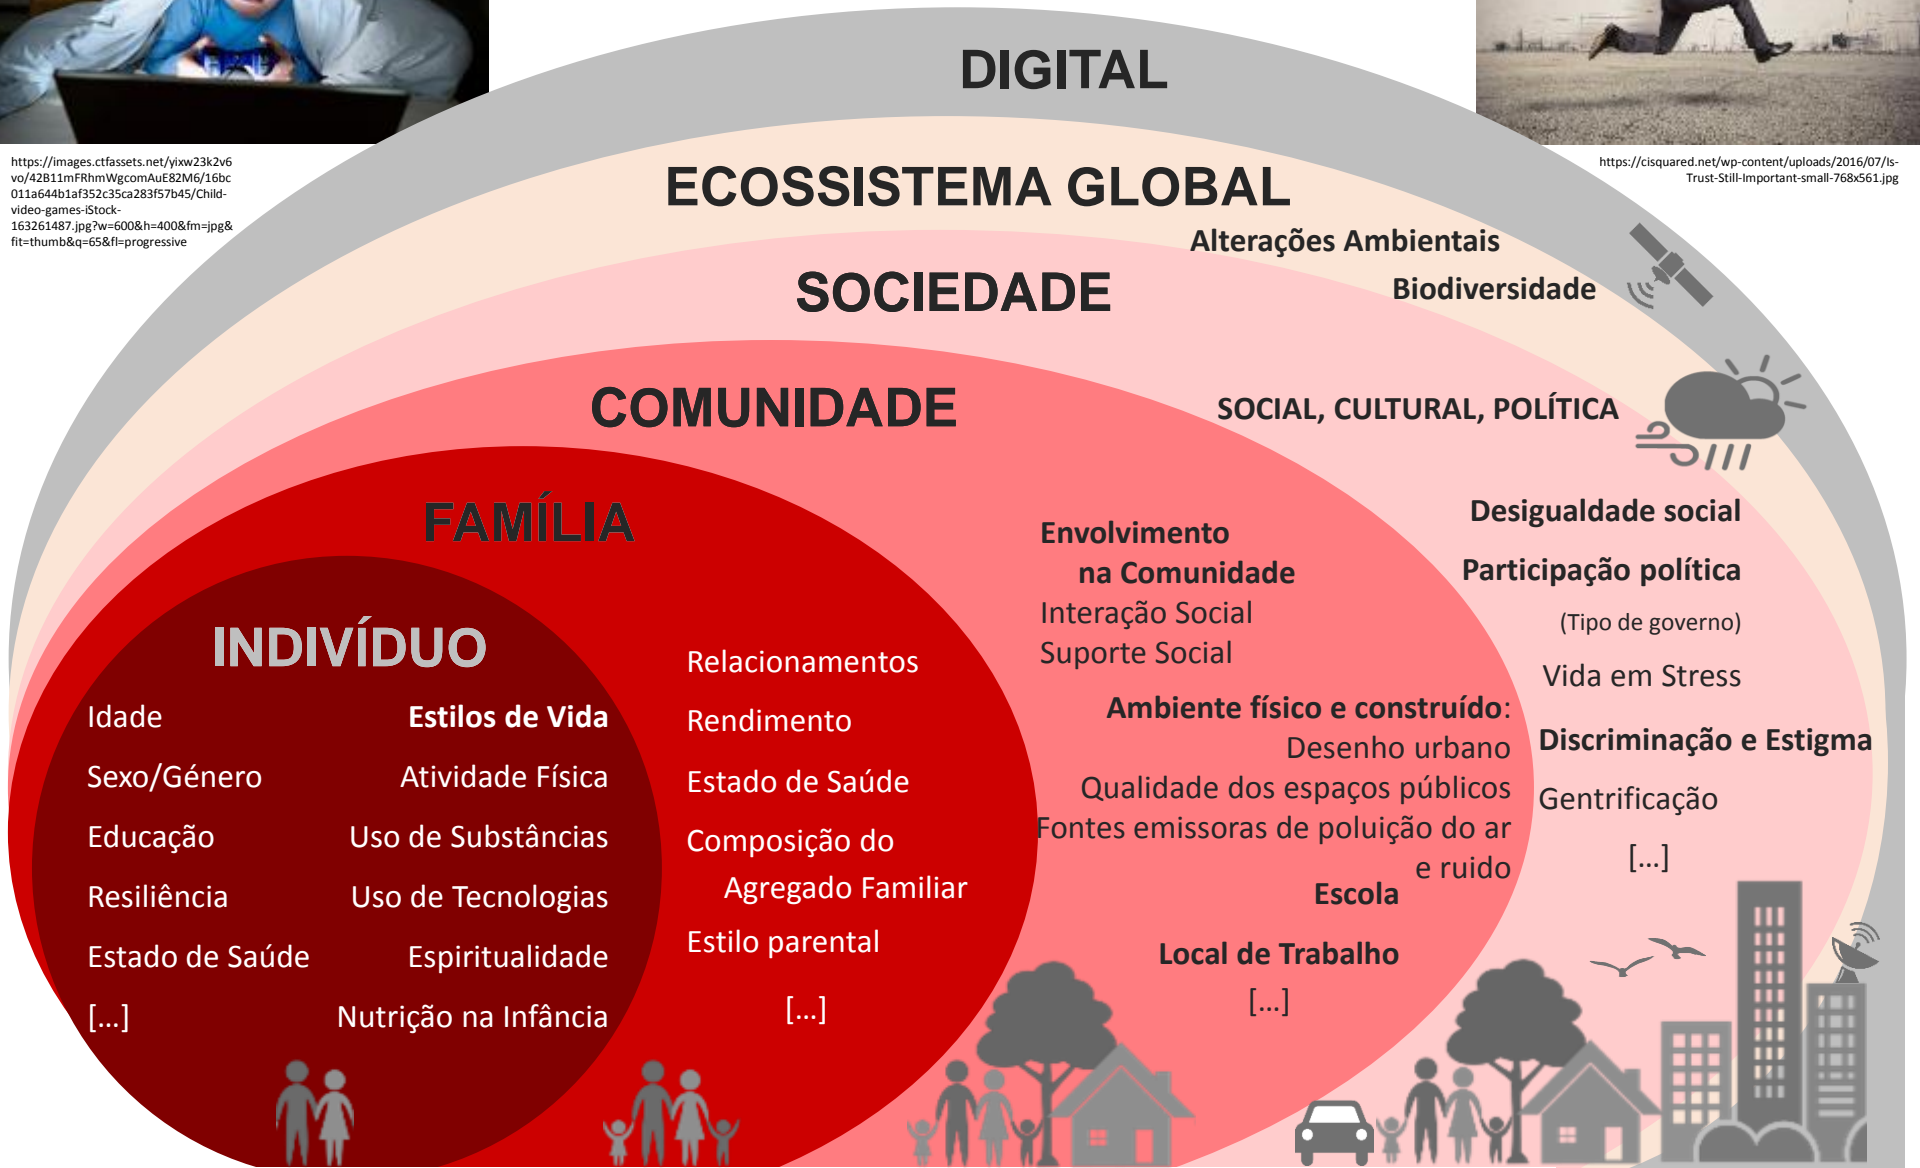 https://images.ctfassets.net/yixw23k2v6
vo/42B11mFRhmWgcomAuE82M6/16bc
011a644b1af352c35ca283f57b45/Child-
video-games-iStock-
163261487.jpg?w=600&h=400&fm=jpg&
fit=thumb&q=65&fl=progressive
https://cisquared.net/wp-content/uploads/2016/07/Is-
Trust-Still-Important-small-768x561.jpg
DIGITAL
ECOSSISTEMA GLOBAL
Alterações Ambientais
Biodiversidade
SOCIEDADE
SOCIAL, CULTURAL, POLÍTICA
Desigualdade social
Participação política
(Tipo de governo)
Vida em Stress
Discriminação e Estigma
Gentrificação
[...]
COMUNIDADE
Envolvimento
na Comunidade
Interação Social
Suporte Social
Ambiente físico e construído:
Desenho urbano
Qualidade dos espaços públicos
Fontes emissoras de poluição do ar
e ruido
Escola
Local de Trabalho
[...]
FAMÍLIA
Relacionamentos
Rendimento
Estado de Saúde
Composição do
Agregado Familiar
Estilo parental
[...]
INDIVÍDUO
Idade
Sexo/Género
Educação
Resiliência
Estado de Saúde
[...]
Estilos de Vida
Atividade Física
Uso de Substâncias
Uso de Tecnologias
Espiritualidade
Nutrição na Infância